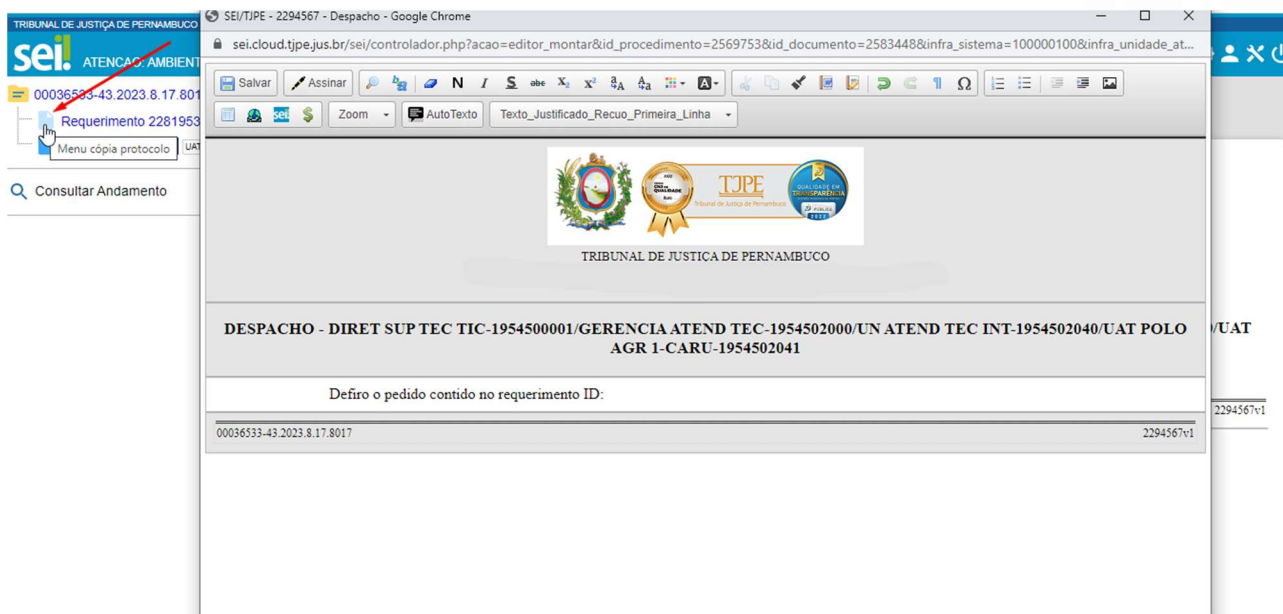 TRIBUNAL DE JUSTIÇA DE PERNAMBUCO
sei!
ATENCAO: AMBIENT
00036533-43.2023.8.17.801
Requerimento 2281953
Menu cópia protocolo
UAT
Consultar Andamento
SEI/TJPE - 2294567 - Despacho - Google Chrome
sei.cloud.tjpe.jus.br/sei/controlador.php?acao=editor_montar&id_procedimento=2569753&id_documento=2583448&infra_sistema=100000100&infra_unidade_at...
Salvar Assinar N I S abc X₂ X²
sei Zoom AutoTexto Texto_Justificado_Recuo_Primeira_Linha
TJPE
Tribunal de Justiça de Pernambuco
QUALIDADE EM
TRANSPARÊNCIA
2022
TRIBUNAL DE JUSTIÇA DE PERNAMBUCO
DESPACHO - DIRET SUP TEC TIC-1954500001/GERENCIA ATEND TEC-1954502000/UN ATEND TEC INT-1954502040/UAT POLO
AGR 1-CARU-1954502041
Defiro o pedido contido no requerimento ID:
00036533-43.2023.8.17.8017
2294567v1
/UAT
2294567v1